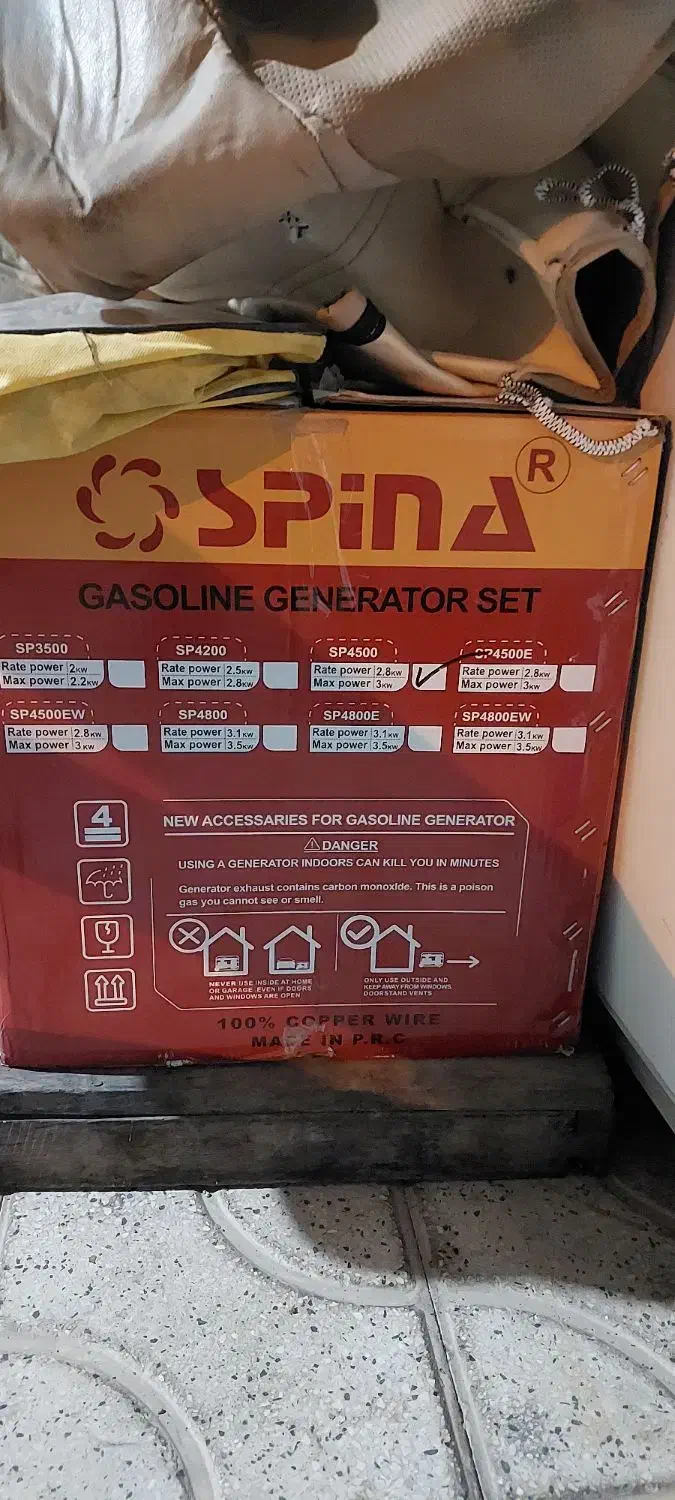 SPINA ®
GASOLINE GENERATOR SET
SP3500 SP4200 SP4500 SP4500E
Rate power 2KW Rate power 2.5KW Rate power 2.8KW Rate power 2.8KW
Max power 2.2KW Max power 2.8KW Max power 3KW Max power 3KW
SP4500EW SP4800 SP4800E SP4800EW
Rate power 2.8KW Rate power 3.1KW Rate power 3.1KW Rate power 3.1KW
Max power 3KW Max power 3.5KW Max power 3.5KW Max power 3.5KW
4
NEW ACCESSARIES FOR GASOLINE GENERATOR
DANGER
USING A GENERATOR INDOORS CAN KILL YOU IN MINUTES
Generator exhaust contains carbon monoxide. This is a poison
gas you cannot see or smell.
NEVER USE INSIDE AT HOME
OR GARAGE, EVEN IF DOORS
AND WINDOWS ARE OPEN
ONLY USE OUTSIDE AND
KEEP AWAY FROM WINDOWS
DOORSTAND VENTS
100% COPPER WIRE
MADE IN P.R.C